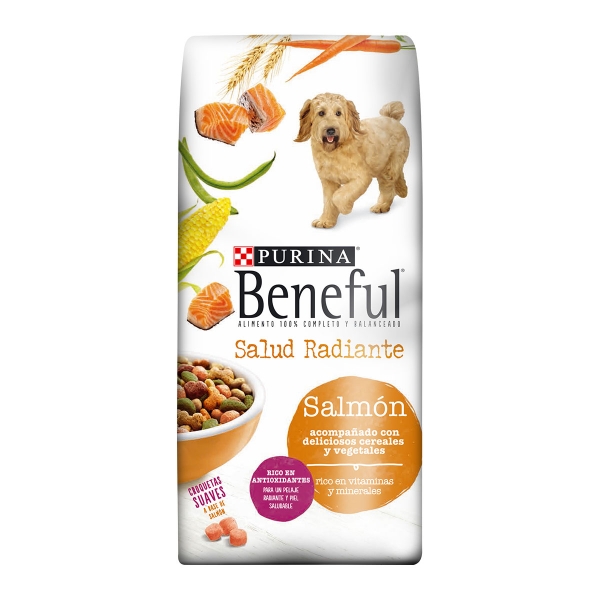 PURINA
Beneful
ALIMENTO 100% COMPLETO Y BALANCEADO
Salud Radiante
Salmón
acompañado con
deliciosos cereales
y vegetales
rico en vitaminas
y minerales
RICO EN
ANTIOXIDANTES
PARA UN PELAJE
RADIANTE Y PIEL
SALUDABLE
CROQUETAS
SUAVES
A BASE DE
SALMÓN